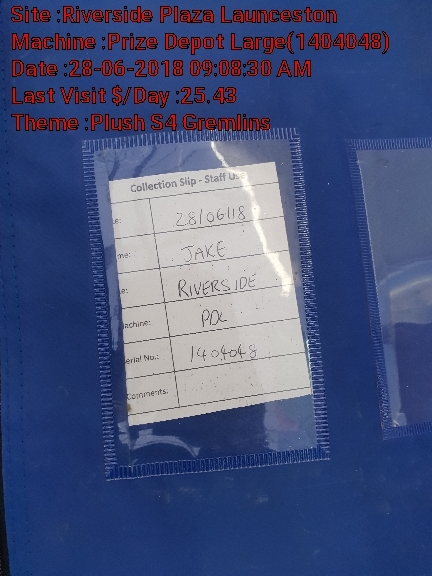 Site :Riverside Plaza Launceston
Machine :Prize Depot Large(1404048)
Date :28-06-2018 09:08:30 AM
Last Visit $/Day :25.43
Theme :Plush S4 Gremlins
Collection Slip - Staff Us
te: 28/06/18
me: JAKE
e: RIVERSIDE
achine: PDL
erial No.: 1404048
Comments: